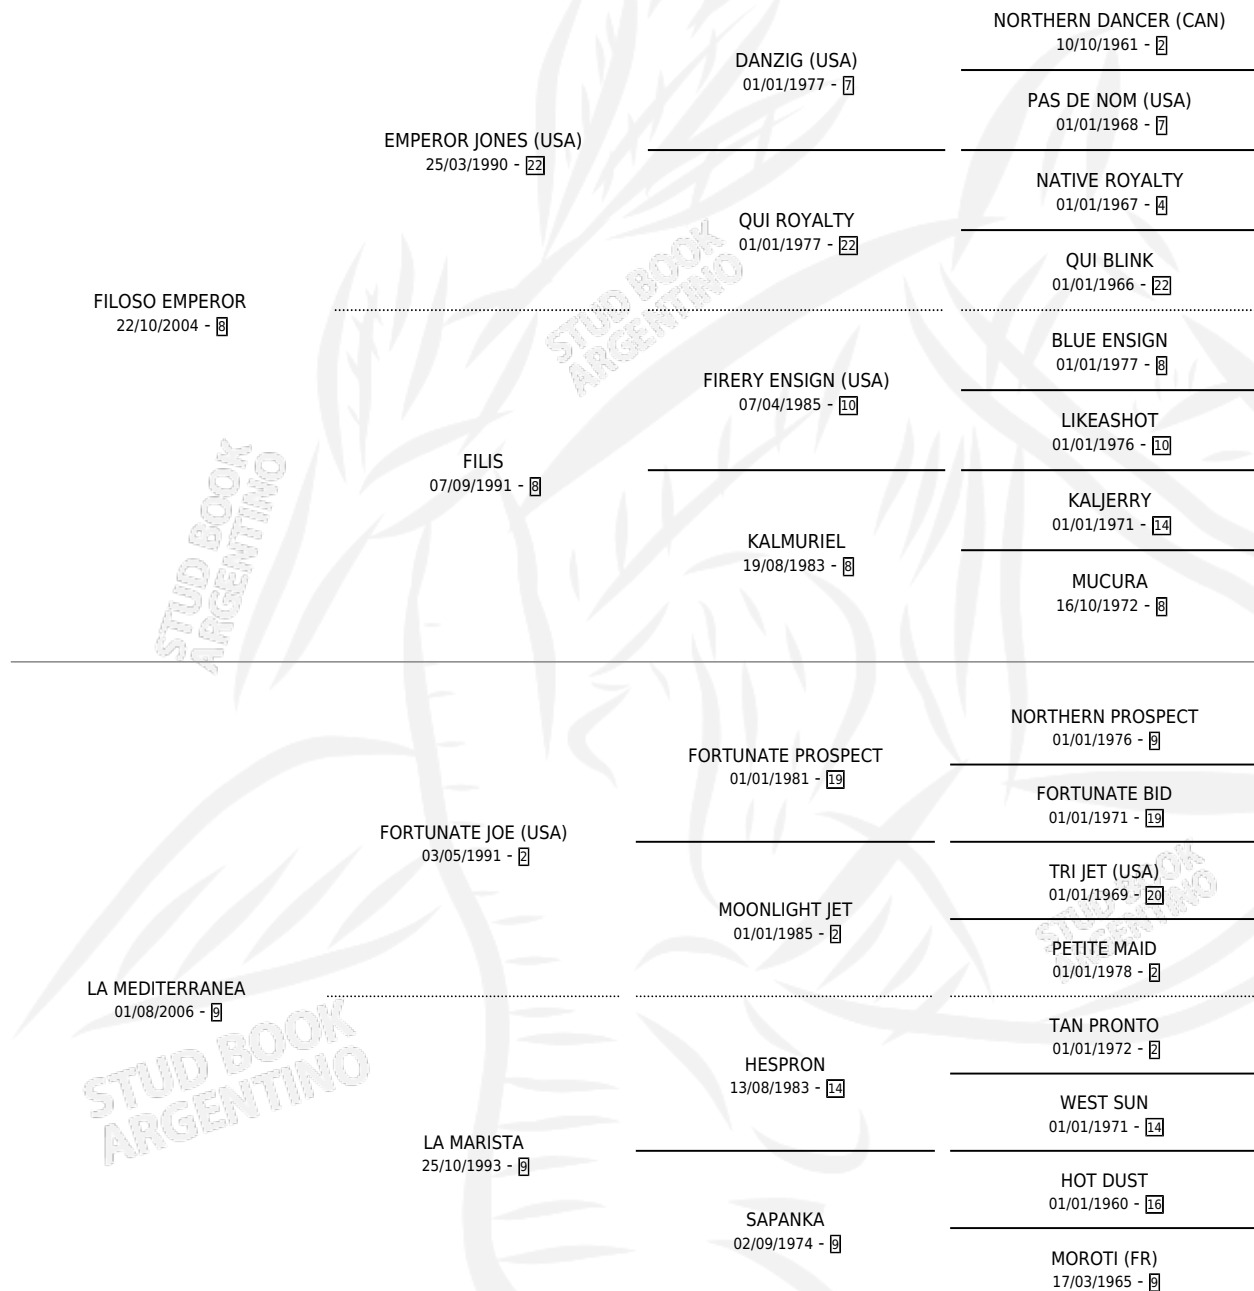 NORTHERN DANCER (CAN)
10/10/1961 - 2
DANZIG (USA)
01/01/1977 - 7
PAS DE NOM (USA)
01/01/1968 - 7
EMPEROR JONES (USA)
25/03/1990 - 22
NATIVE ROYALTY
01/01/1967 - 4
QUI ROYALTY
01/01/1977 - 22
QUI BLINK
01/01/1966 - 22
FILOSO EMPEROR
22/10/2004 - 8
BLUE ENSIGN
01/01/1977 - 8
FIRERY ENSIGN (USA)
07/04/1985 - 10
LIKEASHOT
01/01/1976 - 10
FILIS
07/09/1991 - 8
KALJERRY
01/01/1971 - 14
KALMURIEL
19/08/1983 - 8
MUCURA
16/10/1972 - 8
NORTHERN PROSPECT
01/01/1976 - 9
FORTUNATE PROSPECT
01/01/1981 - 19
FORTUNATE BID
01/01/1971 - 19
FORTUNATE JOE (USA)
03/05/1991 - 2
TRI JET (USA)
01/01/1969 - 20
MOONLIGHT JET
01/01/1985 - 2
PETITE MAID
01/01/1978 - 2
LA MEDITERRANEA
01/08/2006 - 9
TAN PRONTO
01/01/1972 - 2
HESPRON
13/08/1983 - 14
WEST SUN
01/01/1971 - 14
LA MARISTA
25/10/1993 - 9
HOT DUST
01/01/1960 - 16
SAPANKA
02/09/1974 - 9
MOROTI (FR)
17/03/1965 - 9
STUD BOOK
ARGENTINO
STUD BOOK
ARGENTINO
STUD BOOK
ARGENTINO
STUD BOOK
ARGENTINO